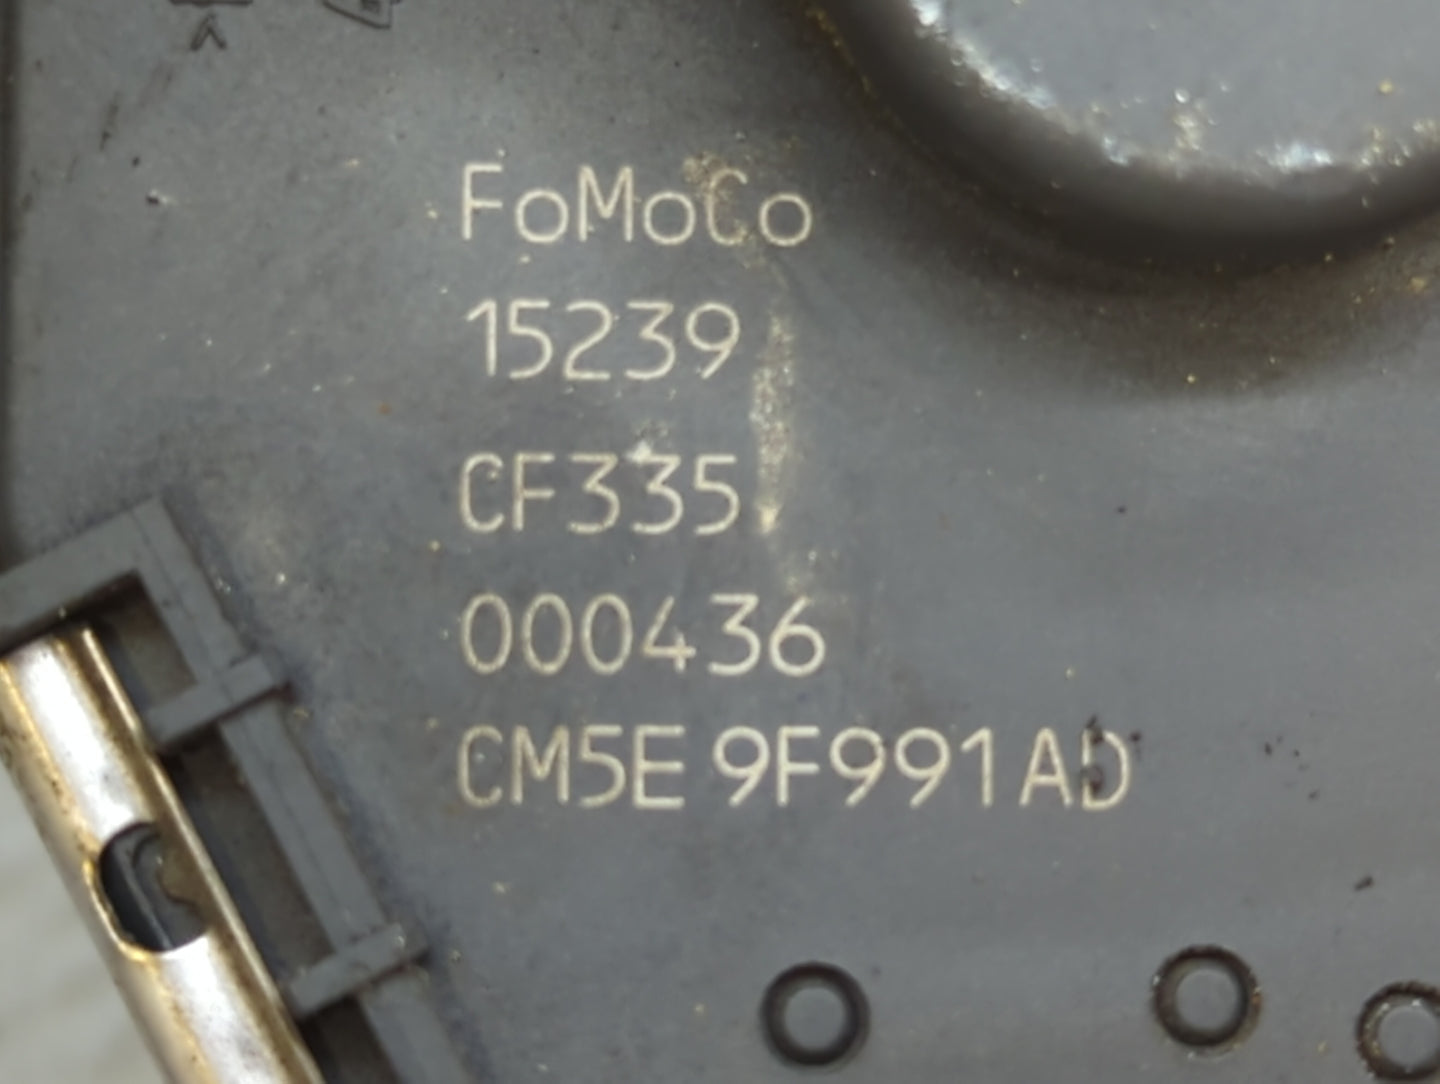 FoMoCo
15239
CF335
000436
CM5E 9F991 AD